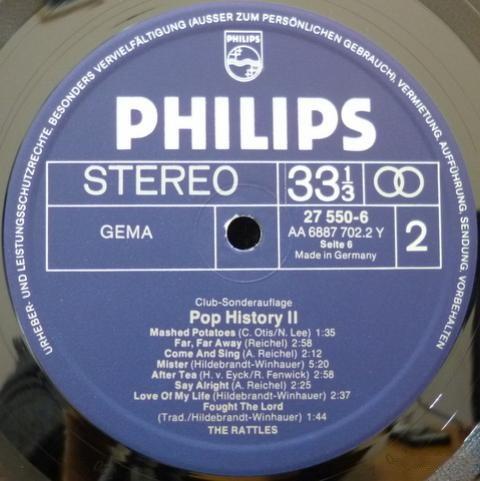 URHEBER- UND LEISTUNGSSCHUTZRECHTE, BESONDERS VERVIELFÄLTIGUNG (AUSSER ZUM PERSÖNLICHEN GEBRAUCH), VERMIETUNG, AUFFÜHRUNG, SENDUNG, VORBEHALTEN
PHILIPS
PHILIPS
STEREO
33 1/3
GEMA
27 550-6
AA 6887 702.2 Y
Seite 6
Made in Germany
2
Club-Sonderauflage
Pop History II
Mashed Potatoes (C. Otis/N. Lee) 1:35
Far, Far Away (Reichel) 2:58
Come And Sing (A. Reichel) 2:12
Mister (Hildebrandt-Winhauer) 5:20
After Tea (H. v. Eyck/R. Fenwick) 2:58
Say Alright (A. Reichel) 2:25
Love Of My Life (Hildebrandt-Winhauer) 2:37
Fought The Lord
(Trad./Hildebrandt-Winhauer) 1:44
THE RATTLES